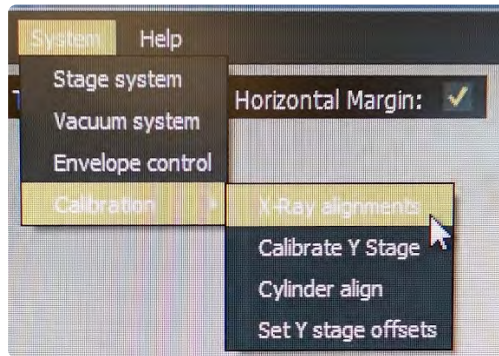 System Help
Stage system
Horizontal Margin:
Vacuum system
Envelope control
Calibration
X-Ray alignments
Calibrate Y Stage
Cylinder align
Set Y stage offsets